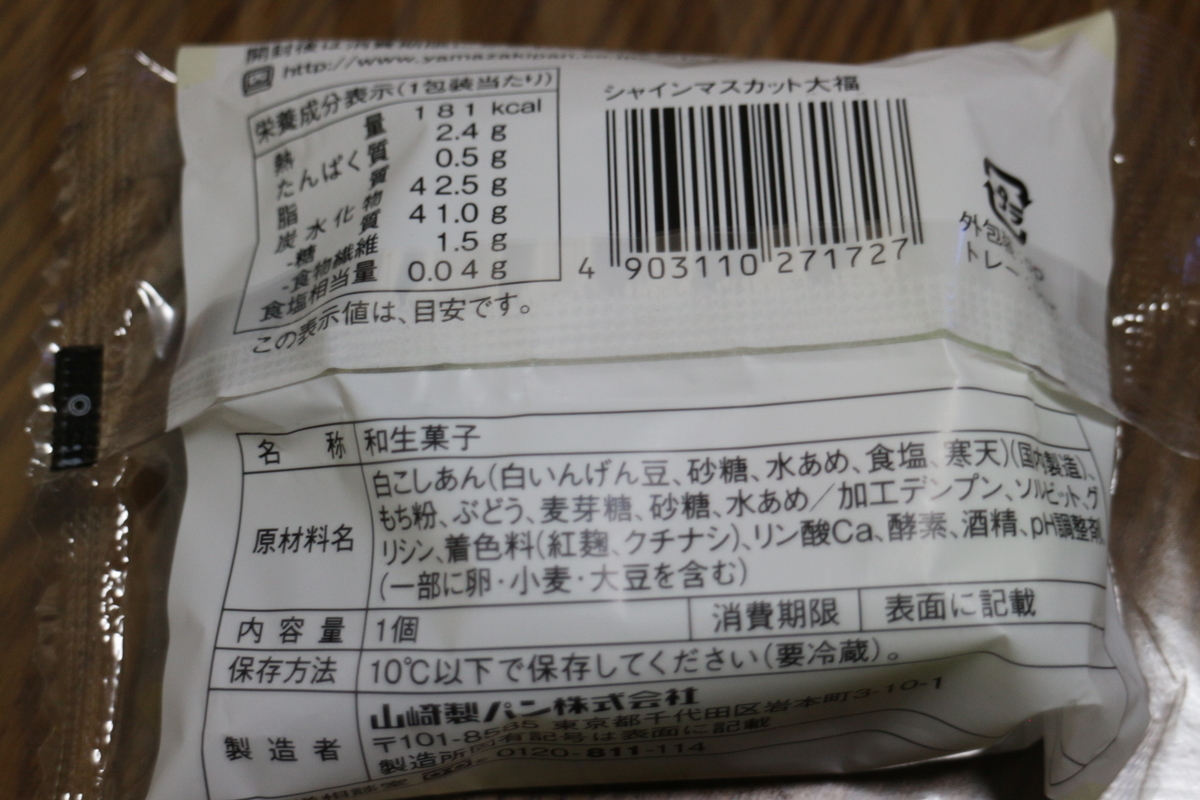 開封後は消費期限
http://www.yamazakipan.co.
栄養成分表示(1包装当たり)
熱量 181 kcal
たんぱく質 2.4 g
脂質 0.5 g
炭水化物 42.5 g
-糖質 41.0 g
-食物繊維 1.5 g
食塩相当量 0.04 g
この表示値は、目安です。
シャインマスカット大福
4 903110 271727
外包装
トレー
名称 和生菓子
原材料名 白こしあん(白いんげん豆、砂糖、水あめ、食塩、寒天)(国内製造)、
もち粉、ぶどう、麦芽糖、砂糖、水あめ/加工デンプン、ソルビット、グ
リシン、着色料(紅麹、クチナシ)、リン酸Ca、酵素、酒精、pH調整剤、
(一部に卵・小麦・大豆を含む)
内容量 1個 消費期限 表面に記載
保存方法 10℃以下で保存してください(要冷蔵)。
製造者 山崎製パン株式会社
〒101-8585 東京都千代田区岩本町3-10-1
製造所固有記号は表面に記載
0120-811-114